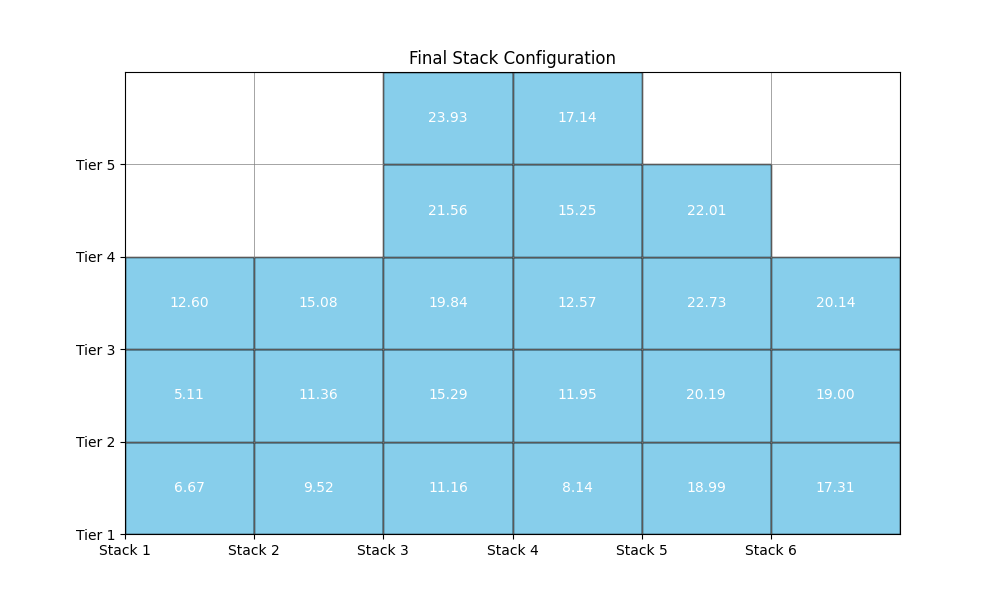 Final Stack Configuration
23.93 17.14
Tier 5
21.56 15.25 22.01
Tier 4
12.60 15.08 19.84 12.57 22.73 20.14
Tier 3
5.11 11.36 15.29 11.95 20.19 19.00
Tier 2
6.67 9.52 11.16 8.14 18.99 17.31
Tier 1
Stack 1 Stack 2 Stack 3 Stack 4 Stack 5 Stack 6